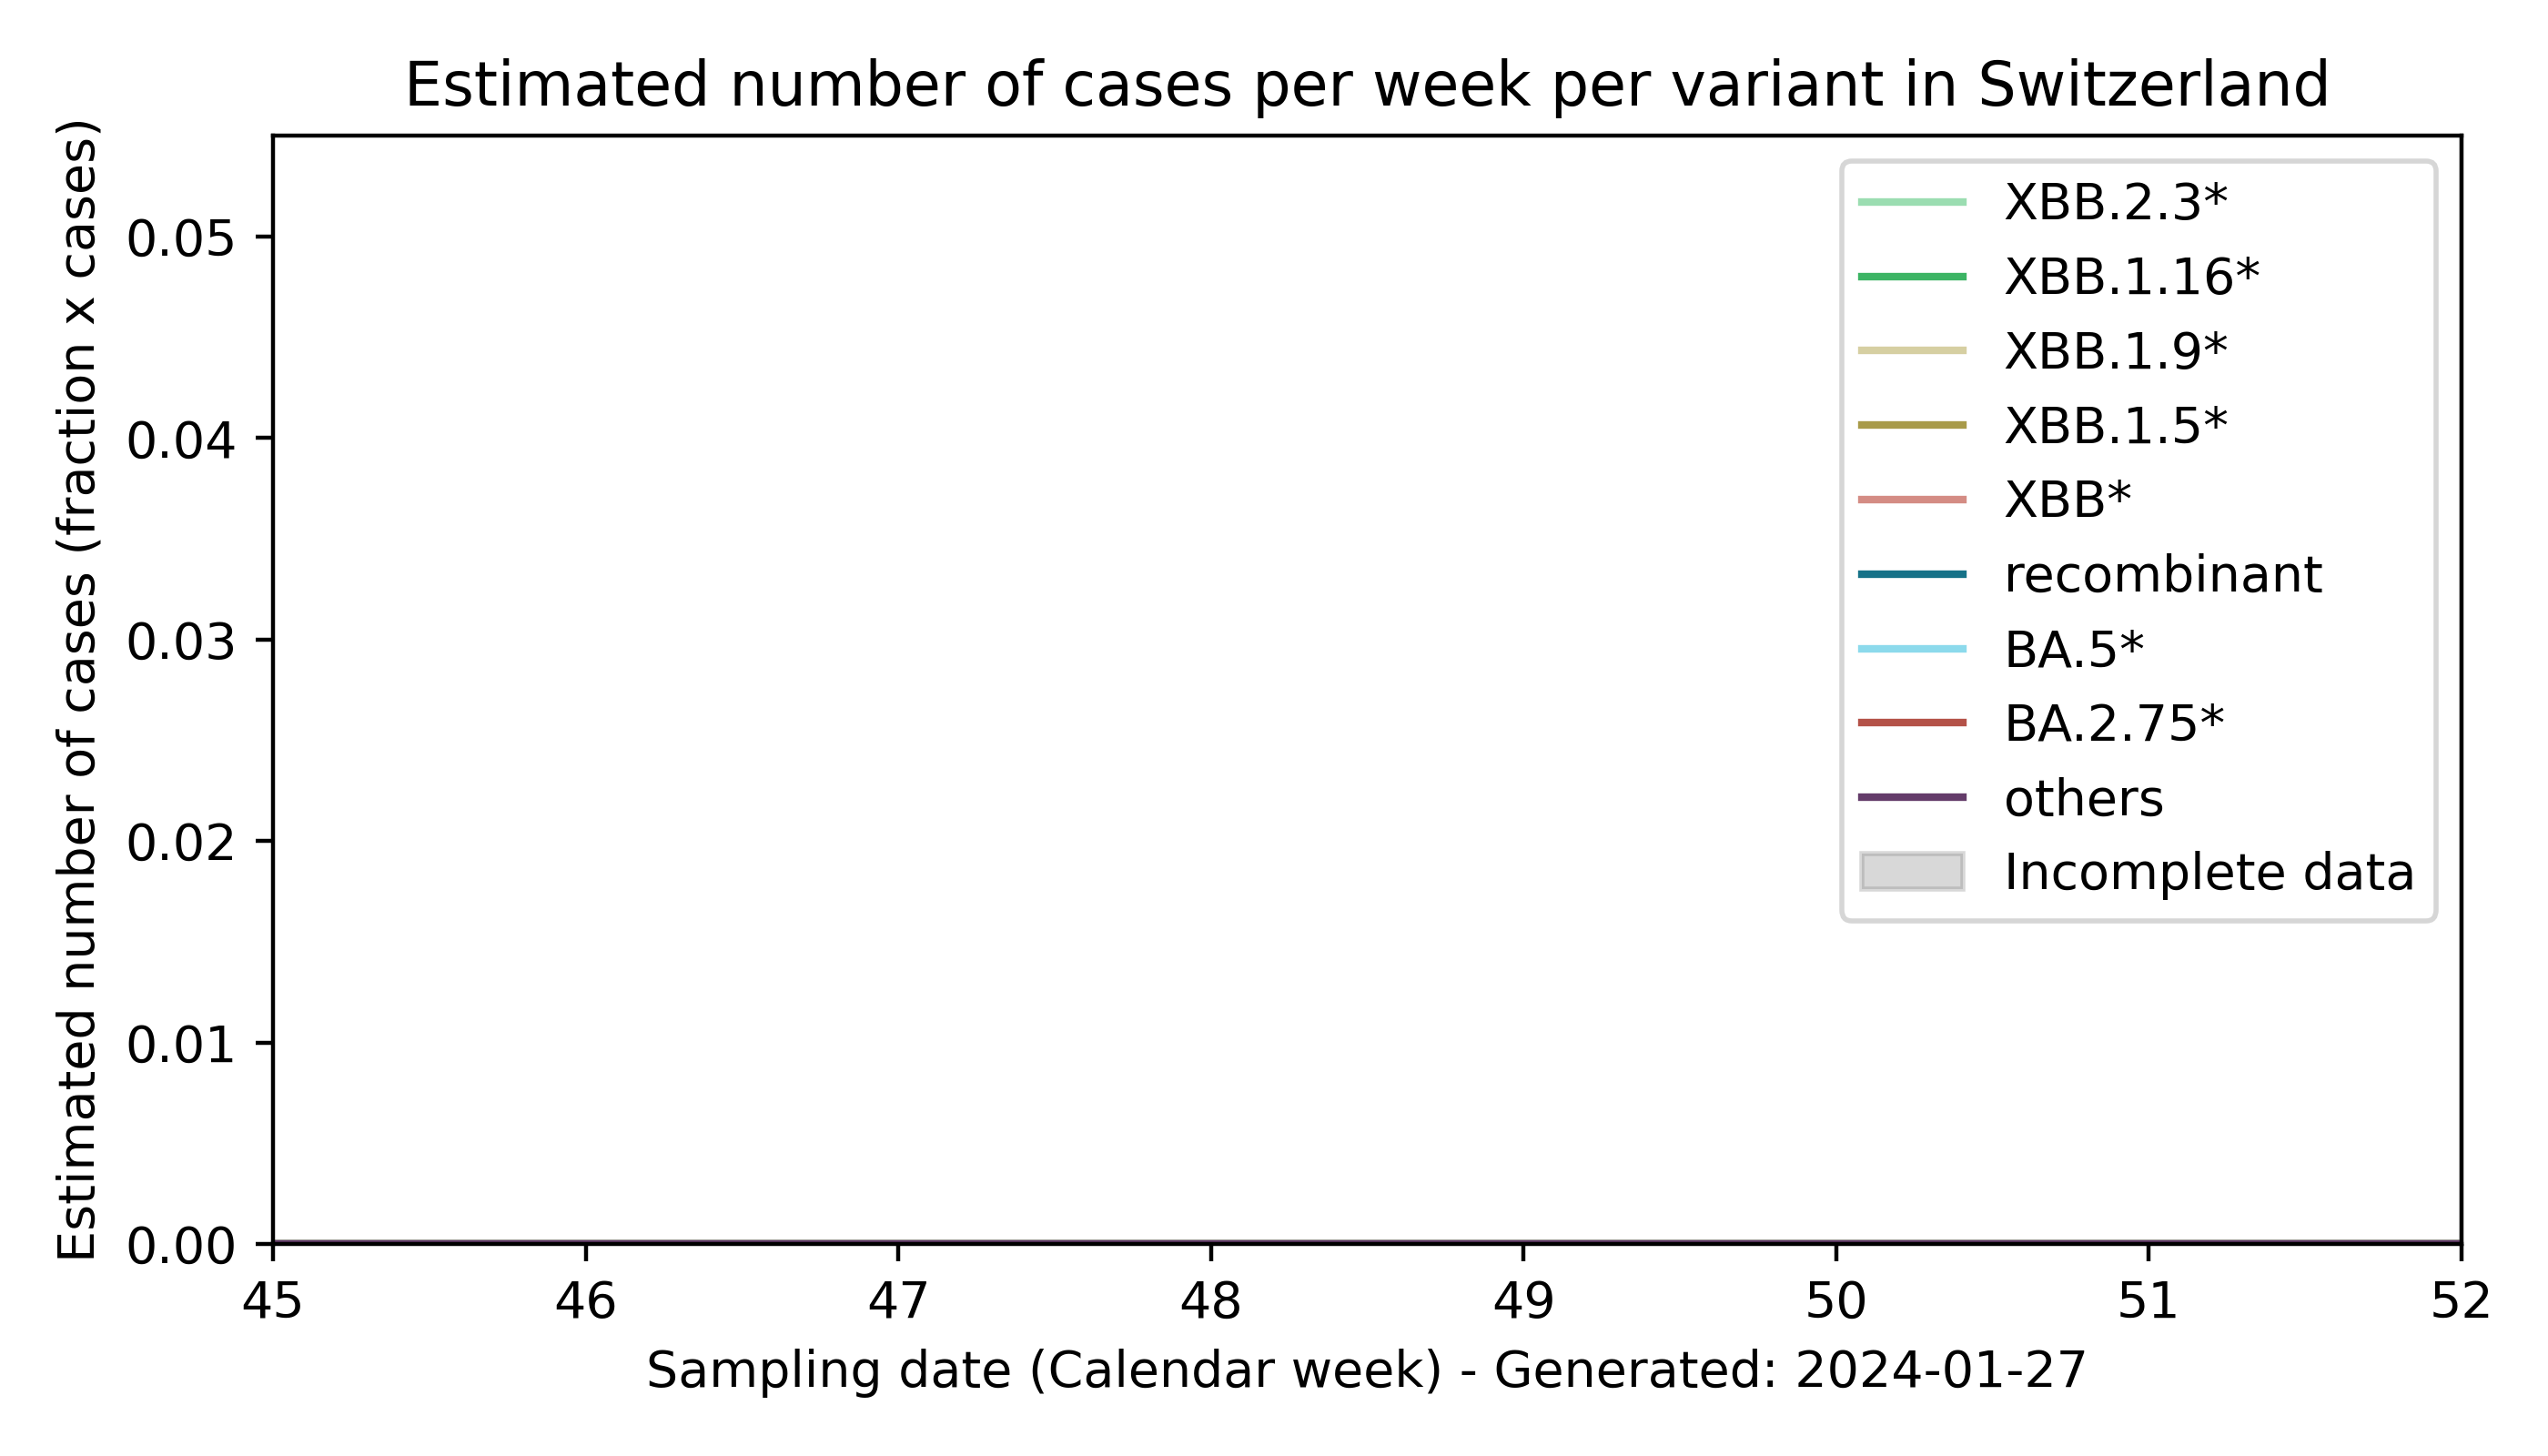 Estimated number of cases per week per variant in Switzerland
Estimated number of cases (fraction x cases)
0.05
0.04
0.03
0.02
0.01
0.00
XBB.2.3*
XBB.1.16*
XBB.1.9*
XBB.1.5*
XBB*
recombinant
BA.5*
BA.2.75*
others
Incomplete data
45 46 47 48 49 50 51 52
Sampling date (Calendar week) - Generated: 2024-01-27